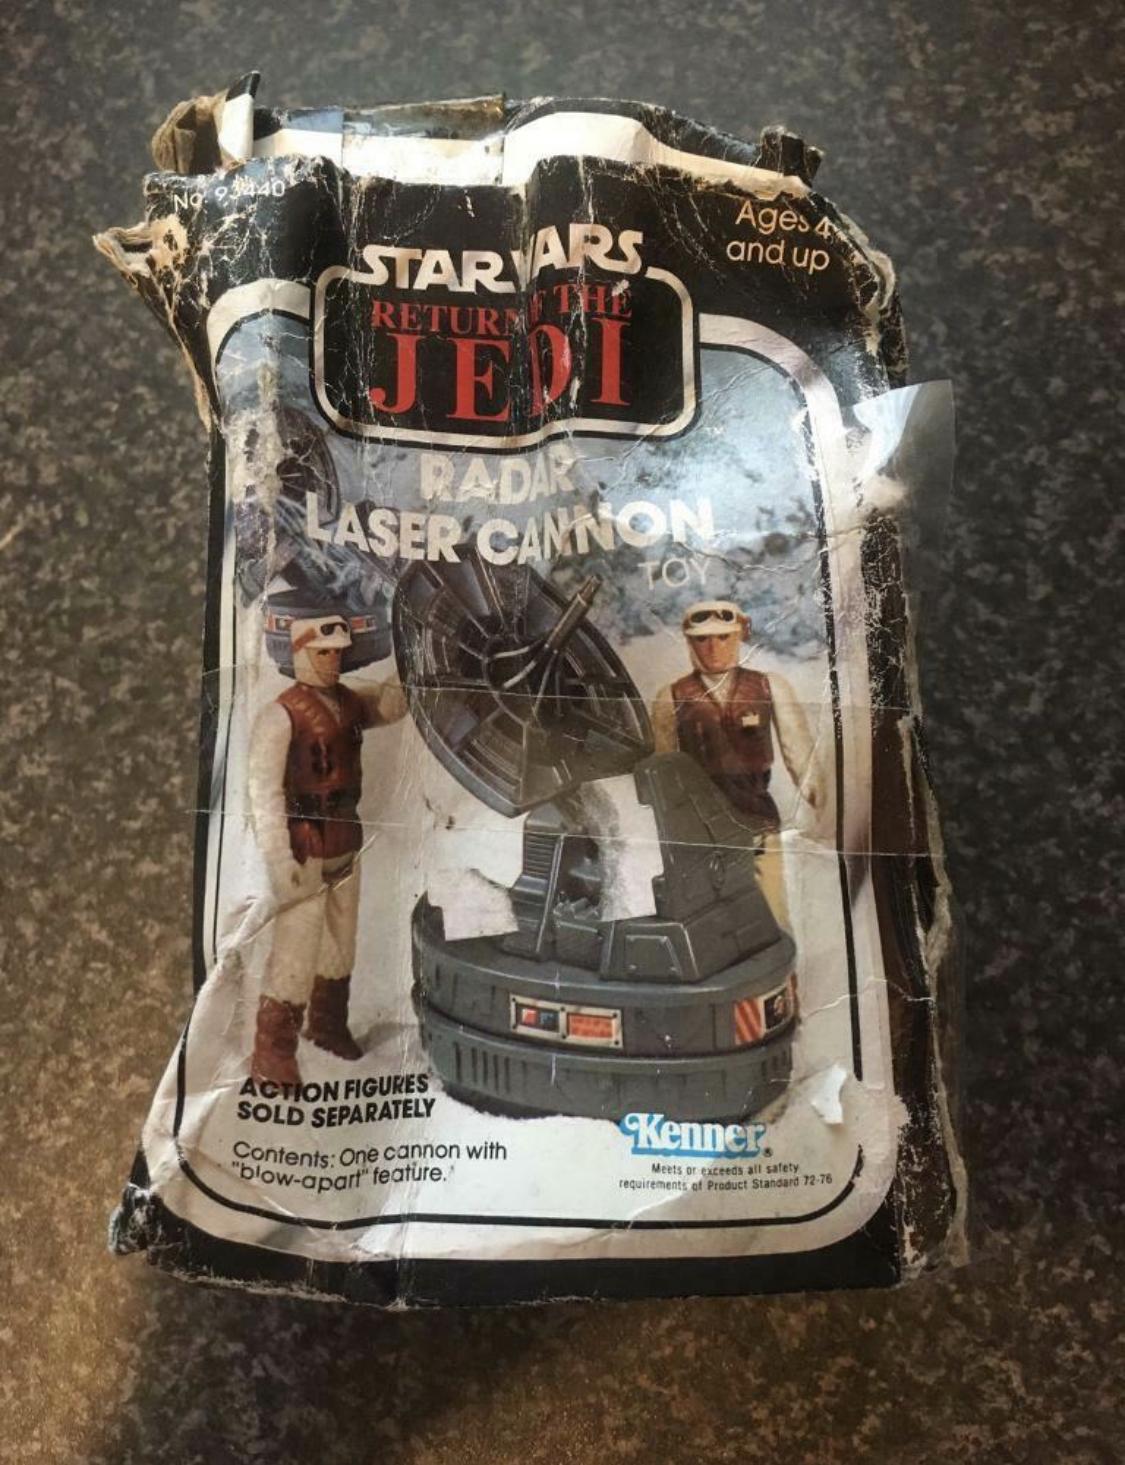 No. 93440
Ages 4
and up
STAR WARS
RETURN OF THE
JEDI
RADAR
LASER CANNON
TOY
ACTION FIGURES
SOLD SEPARATELY
Contents: One cannon with
"blow-apart" feature.
Kenner®
Meets or exceeds all safety
requirements of Product Standard 72-76